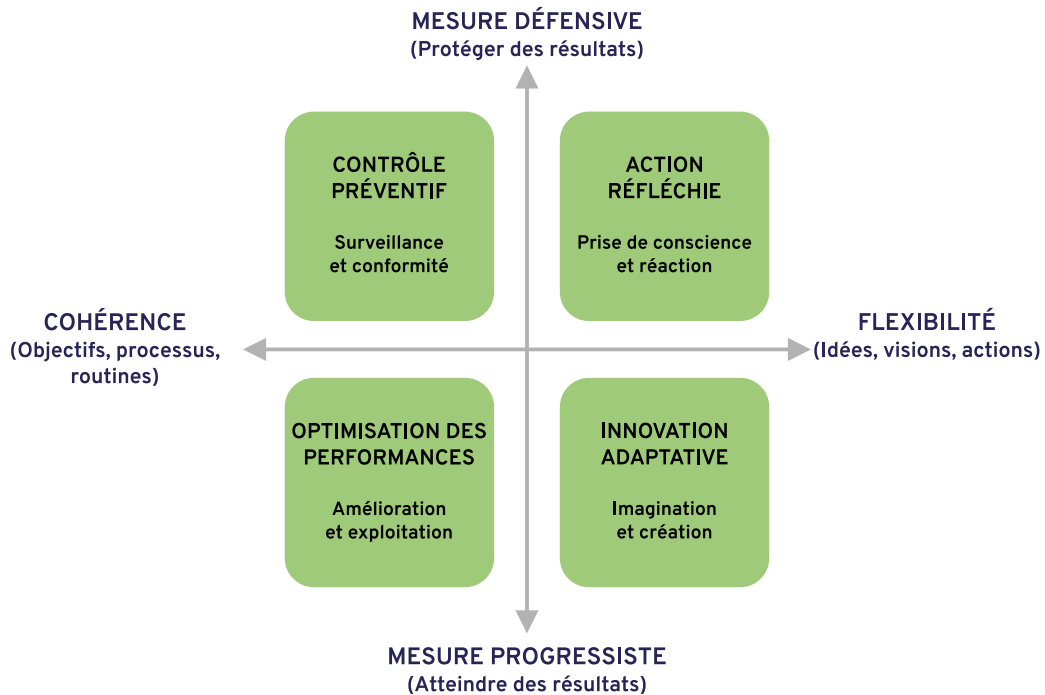 MESURE DÉFENSIVE
(Protéger des résultats)
CONTRÔLE
PRÉVENTIF
Surveillance
et conformité
ACTION
RÉFLÉCHIE
Prise de conscience
et réaction
COHÉRENCE
(Objectifs, processus,
routines)
FLEXIBILITÉ
(Idées, visions, actions)
OPTIMISATION DES
PERFORMANCES
Amélioration
et exploitation
INNOVATION
ADAPTATIVE
Imagination
et création
MESURE PROGRESSISTE
(Atteindre des résultats)